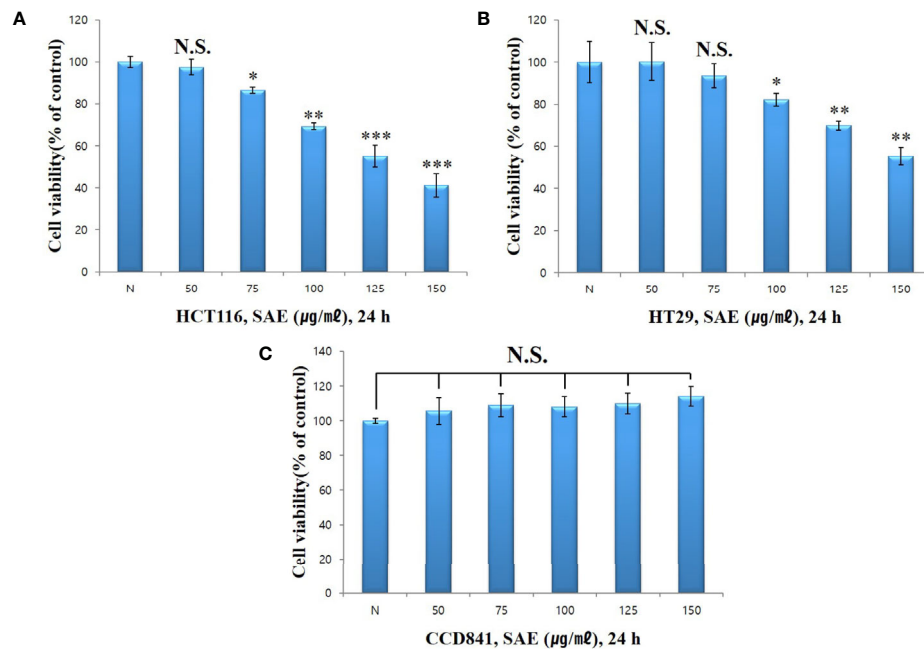 A
120
100
80
60
40
20
0
Cell viability(% of control)
N.S.
*
**
***
***
N 50 75 100 125 150
HCT116, SAE (μg/㎖), 24 h
B
120
100
80
60
40
20
0
Cell viability (% of control)
N.S.
N.S.
*
**
**
N 50 75 100 125 150
HT29, SAE (μg/㎖), 24 h
C
140
120
100
80
60
40
20
0
Cell viability(% of control)
N.S.
N 50 75 100 125 150
CCD841, SAE (μg/㎖), 24 h